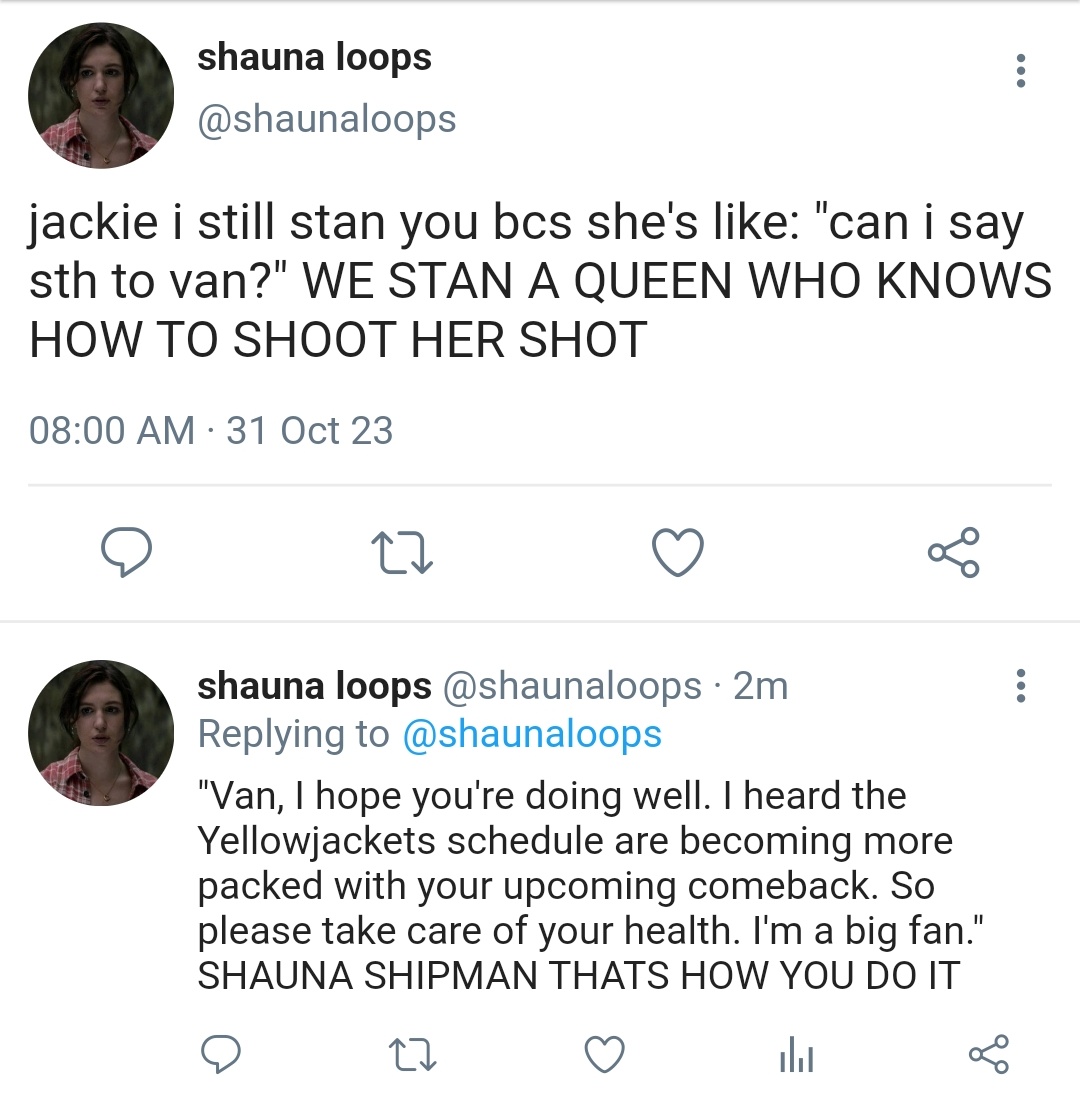 shauna loops
@shaunaloops
jackie i still stan you bcs she's like: "can i say
sth to van?" WE STAN A QUEEN WHO KNOWS
HOW TO SHOOT HER SHOT
08:00 AM · 31 Oct 23
shauna loops @shaunaloops · 2m
Replying to @shaunaloops
"Van, I hope you're doing well. I heard the
Yellowjackets schedule are becoming more
packed with your upcoming comeback. So
please take care of your health. I'm a big fan."
SHAUNA SHIPMAN THATS HOW YOU DO IT